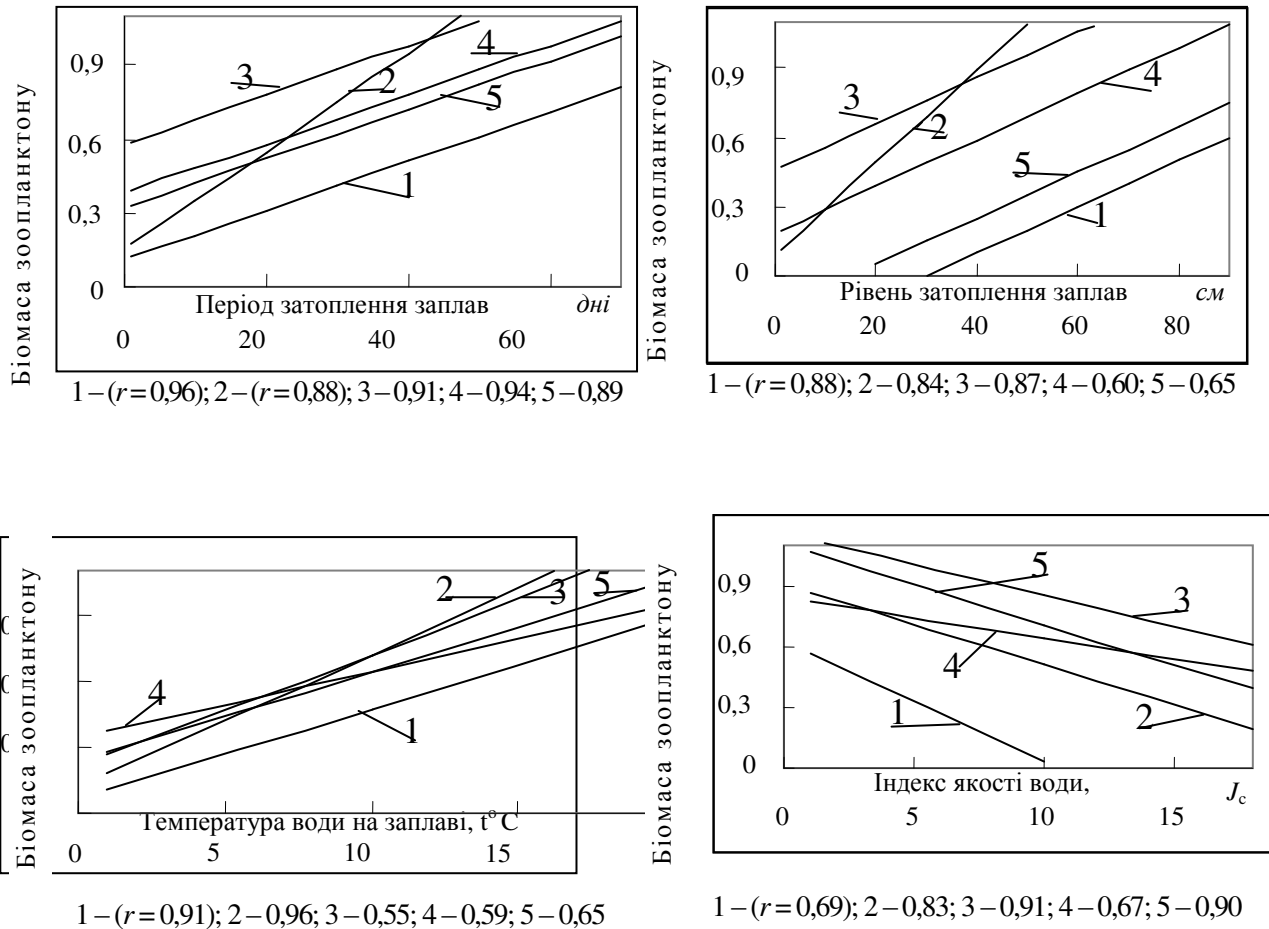 Біомаса зоопланктону
0,9
0,6
0,3
0
3
2
4
5
1
Період затоплення заплав
дні
0 20 40 60
1 – (r = 0,96); 2 – (r = 0,88); 3 – 0,91; 4 – 0,94; 5 – 0,89
Біомаса зоопланктону
0,9
0,6
0,3
0
3
2
4
5
1
Рівень затоплення заплав
см
0 20 40 60 80
1 – (r = 0,88); 2 – 0,84; 3 – 0,87; 4 – 0,60; 5 – 0,65
Біомаса зоопланктону
2
3
5
4
1
Температура води на заплаві, t° C
0 5 10 15
1 – (r = 0,91); 2 – 0,96; 3 – 0,55; 4 – 0,59; 5 – 0,65
Біомаса зоопланктону
0,9
0,6
0,3
0
5
3
4
1
2
Індекс якості води,
Jc
0 5 10 15
1 – (r = 0,69); 2 – 0,83; 3 – 0,91; 4 – 0,67; 5 – 0,90